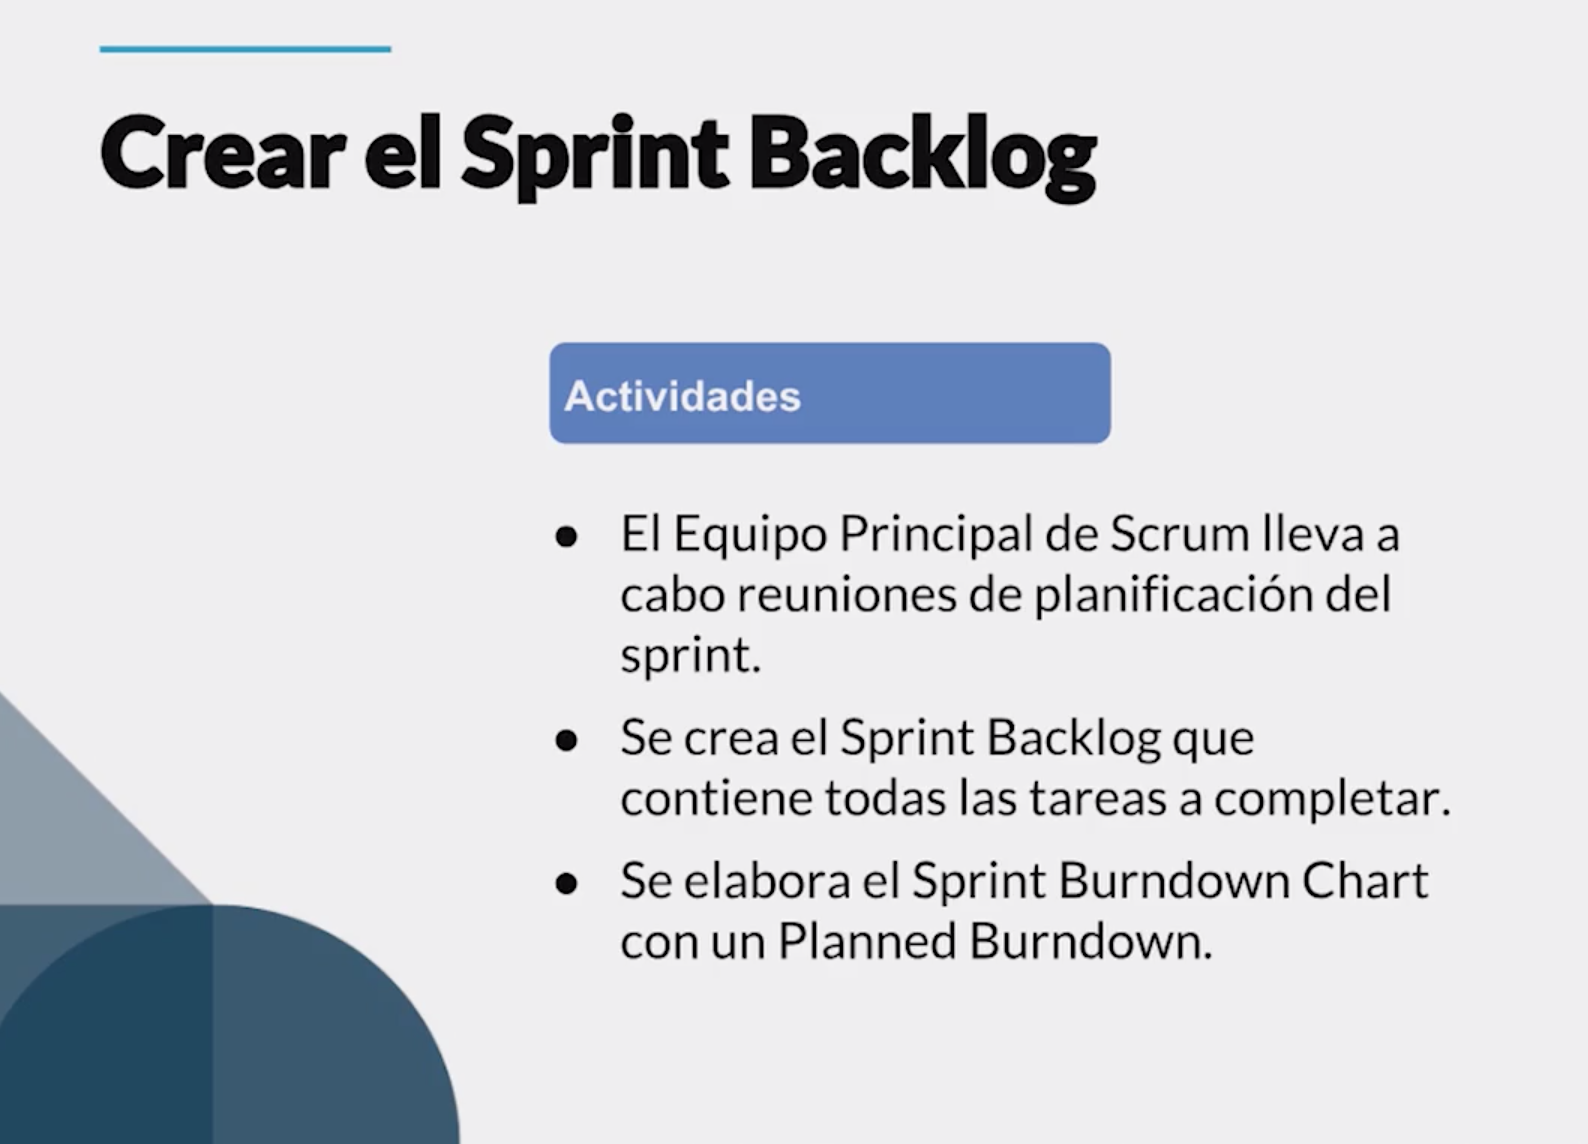 Crear el Sprint Backlog
Actividades
● El Equipo Principal de Scrum lleva a
cabo reuniones de planificación del
sprint.
● Se crea el Sprint Backlog que
contiene todas las tareas a completar.
● Se elabora el Sprint Burndown Chart
con un Planned Burndown.